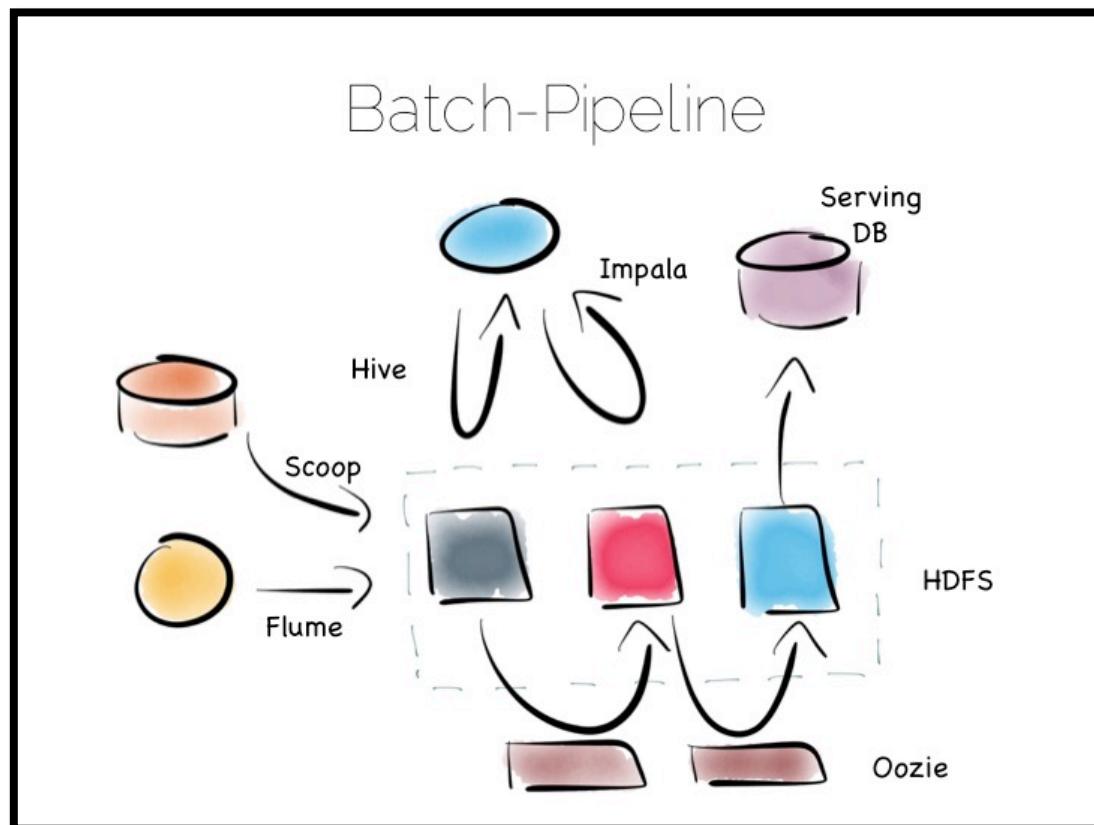 Batch-Pipeline
Serving
DB
Impala
Hive
Scoop
Flume
HDFS
Oozie